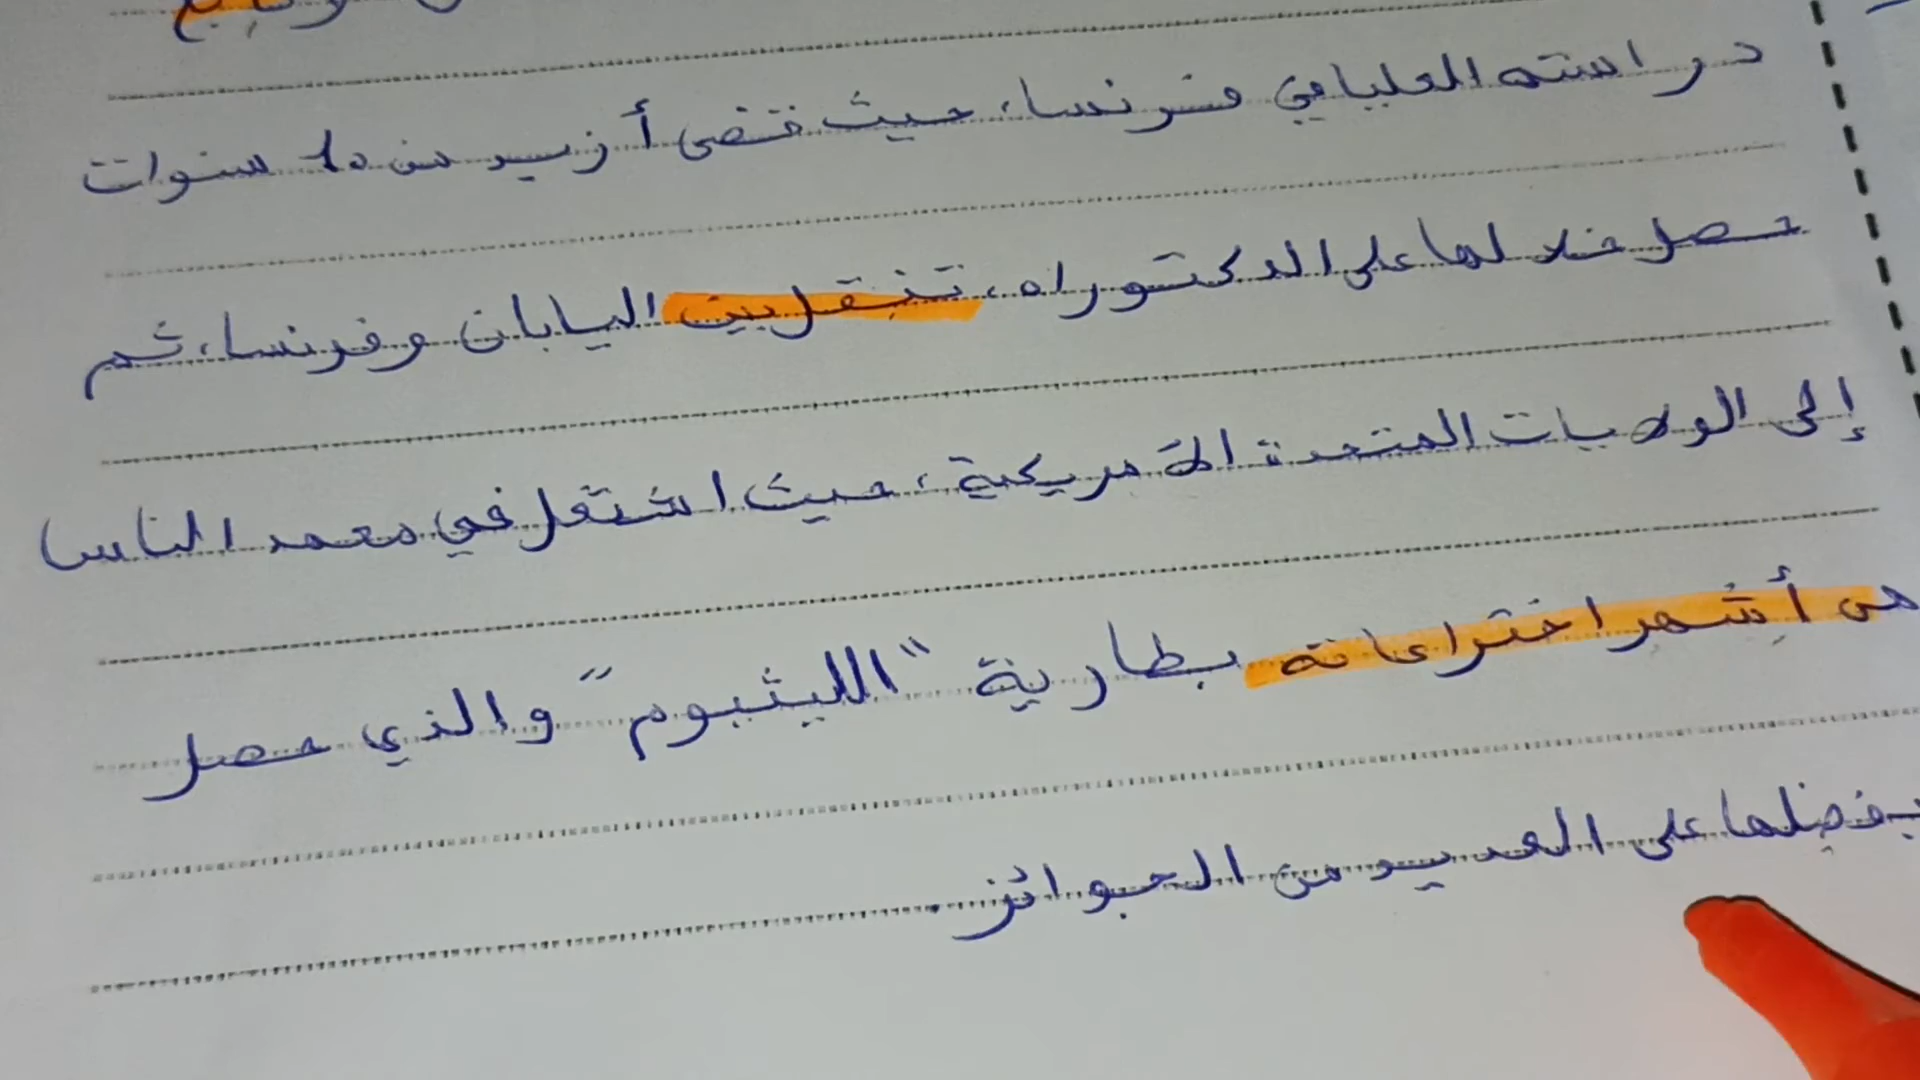 دراسته العليا في فرنسا، حيث قضى أزيد من 10 سنوات
حصل خلالها على الدكتوراه، تنقل بين اليابان وفرنسا، ثم
إلى الولايات المتحدة الأمريكية، حيث اشتغل في معهد الناسا
من أشهر اختراعاته بطارية "الليثيوم" والذي حصل
بفضلها على العديد من الجوائز.